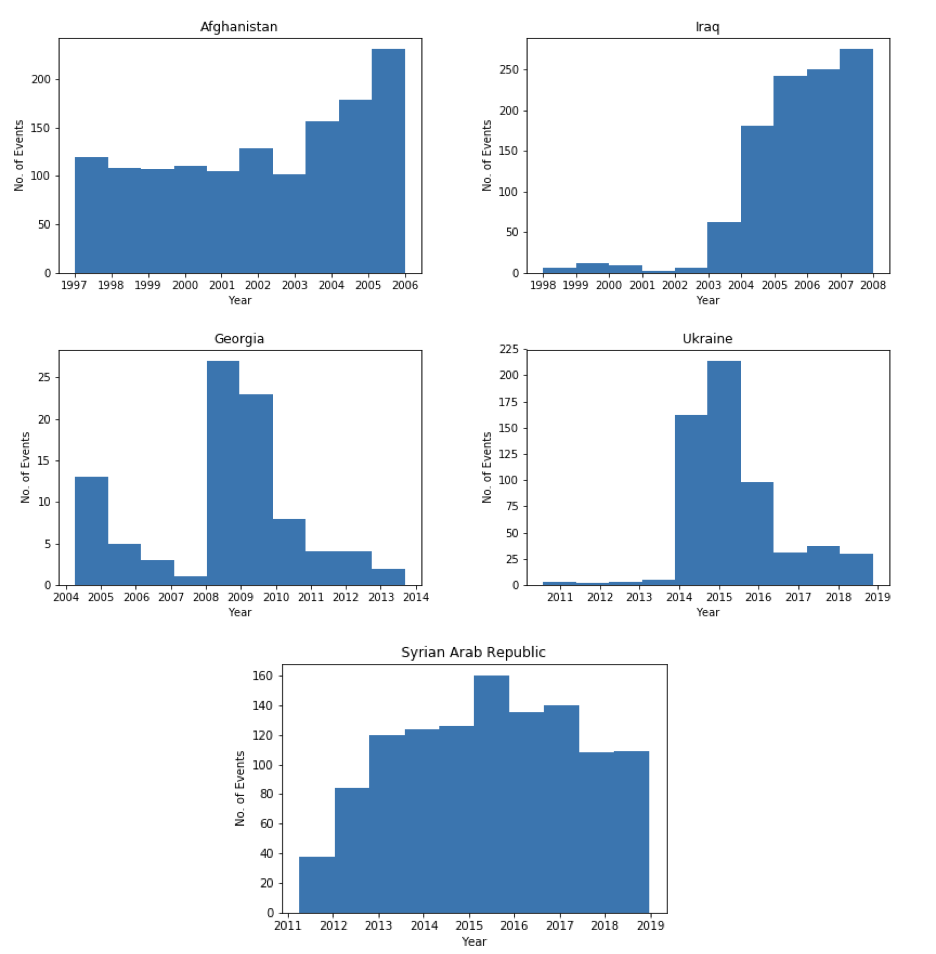 Afghanistan
No. of Events
200
150
100
50
0
1997 1998 1999 2000 2001 2002 2003 2004 2005 2006
Year
Iraq
No. of Events
250
200
150
100
50
0
1998 1999 2000 2001 2002 2003 2004 2005 2006 2007 2008
Year
Georgia
No. of Events
25
20
15
10
5
0
2004 2005 2006 2007 2008 2009 2010 2011 2012 2013 2014
Year
Ukraine
No. of Events
225
200
175
150
125
100
75
50
25
0
2011 2012 2013 2014 2015 2016 2017 2018 2019
Year
Syrian Arab Republic
No. of Events
160
140
120
100
80
60
40
20
0
2011 2012 2013 2014 2015 2016 2017 2018 2019
Year